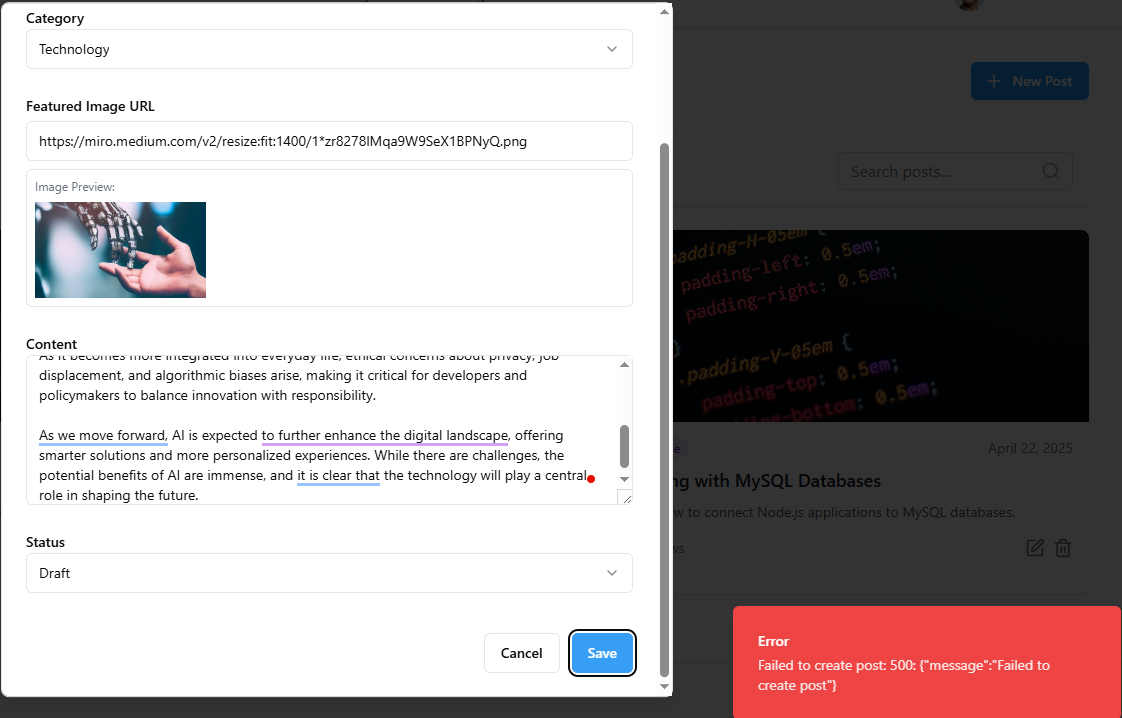 Category
Technology
Featured Image URL
https://miro.medium.com/v2/resize:fit:1400/1*zr8278lMqa9W9SeX1BPNyQ.png
Image Preview:
Content
As it becomes more integrated into everyday life, ethical concerns about privacy, job
displacement, and algorithmic biases arise, making it critical for developers and
policymakers to balance innovation with responsibility.
As we move forward, AI is expected to further enhance the digital landscape, offering
smarter solutions and more personalized experiences. While there are challenges, the
potential benefits of AI are immense, and it is clear that the technology will play a central
role in shaping the future.
Status
Draft
Cancel
Save
New Post
Search posts...
padding-H-05em {
padding-left: 0.5em;
padding-right: 0.5em;
}
.padding-V-05em {
padding-top: 0.5em;
padding-bottom: 0.5em;
April 22, 2025
with MySQL Databases
to connect Node.js applications to MySQL databases.
Error
Failed to create post: 500: {"message":"Failed to
create post"}